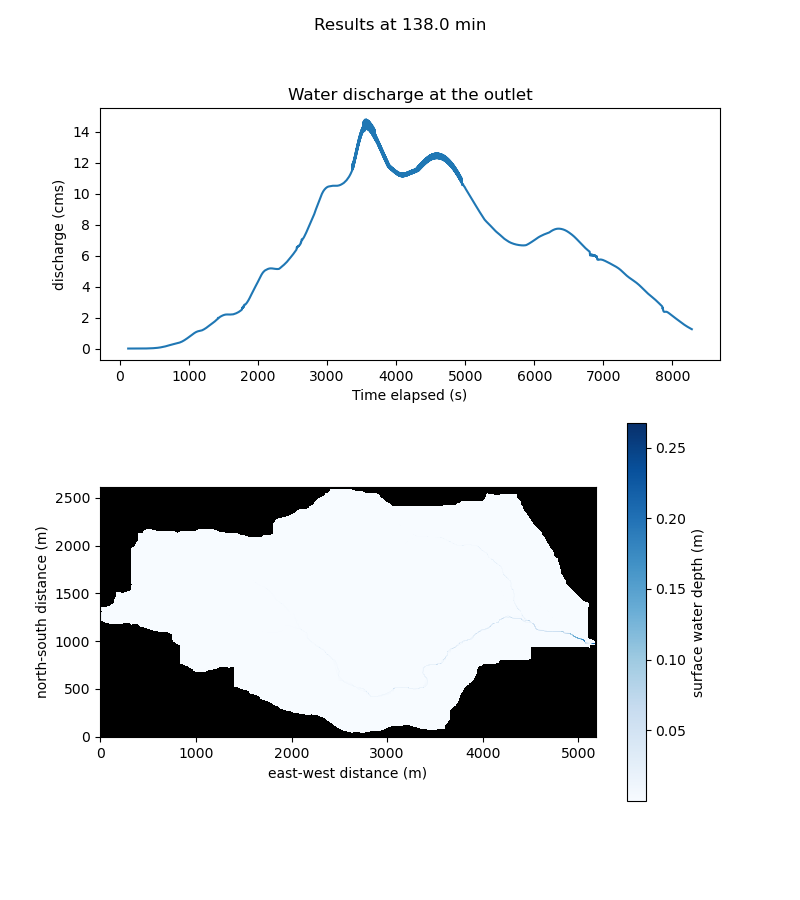 Results at 138.0 min
Water discharge at the outlet
14
12
10
8
6
4
2
0
discharge (cms)
0 1000 2000 3000 4000 5000 6000 7000 8000
Time elapsed (s)
2500
2000
1500
1000
500
0
north-south distance (m)
0 1000 2000 3000 4000 5000
east-west distance (m)
0.25
0.20
0.15
0.10
0.05
surface water depth (m)